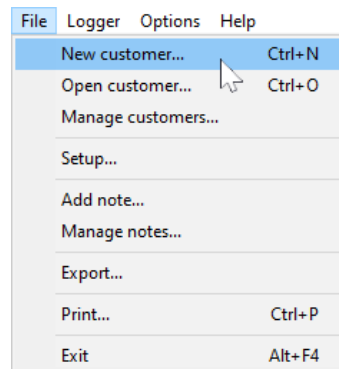 File Logger Options Help
New customer... Ctrl+N
Open customer... Ctrl+O
Manage customers...
Setup...
Add note...
Manage notes...
Export...
Print... Ctrl+P
Exit Alt+F4